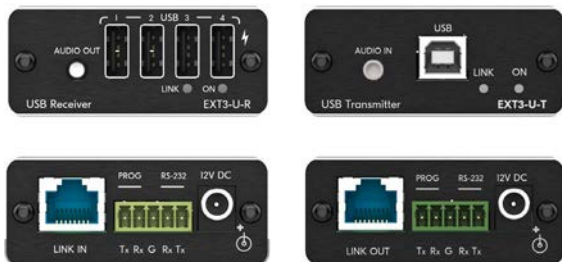 1 2 USB 3 4
AUDIO OUT
LINK ON
USB Receiver EXT3-U-R
USB
AUDIO IN
LINK ON
USB Transmitter EXT3-U-T
PROG RS-232 12V DC
LINK IN Tx Rx G Rx Tx
PROG RS-232 12V DC
LINK OUT Tx Rx G Rx Tx